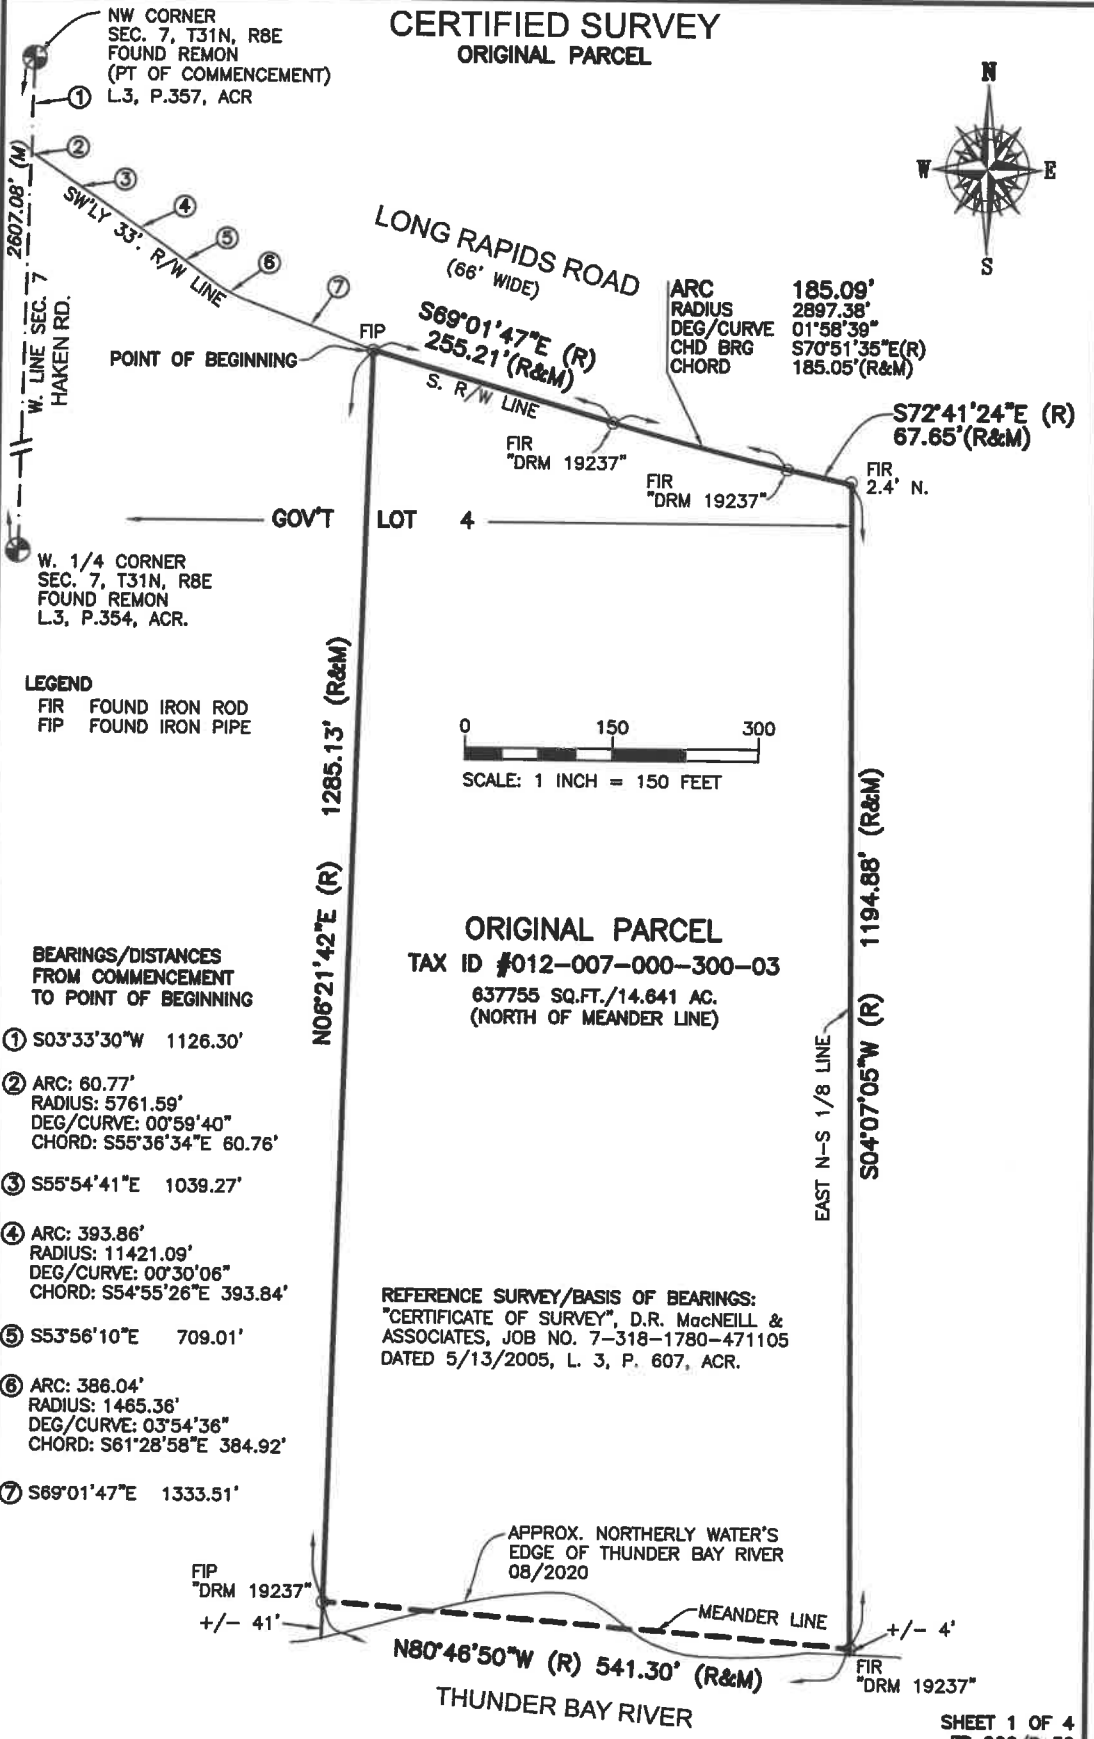 CERTIFIED SURVEY
ORIGINAL PARCEL
NW CORNER
SEC. 7, T31N, R8E
FOUND REMON
(PT OF COMMENCEMENT)
L.3, P.357, ACR
①
②
③
④
⑤
⑥
⑦
2607.08' (M)
W. LINE SEC. 7
HAKEN RD.
SW'LY 33'. R/W LINE
N
W
E
S
LONG RAPIDS ROAD
(66' WIDE)
FIP
POINT OF BEGINNING
S69°01'47"E (R)
255.21'(R&M)
S. R/W LINE
ARC 185.09'
RADIUS 2897.38'
DEG/CURVE 01°58'39"
CHD BRG S70°51'35"E(R)
CHORD 185.05'(R&M)
S72°41'24"E (R)
67.65'(R&M)
FIR
"DRM 19237"
FIR
"DRM 19237"
FIR
2.4' N.
GOV'T LOT 4
W. 1/4 CORNER
SEC. 7, T31N, R8E
FOUND REMON
L.3, P.354, ACR.
LEGEND
FIR FOUND IRON ROD
FIP FOUND IRON PIPE
0 150 300
SCALE: 1 INCH = 150 FEET
N06°21'42"E (R) 1285.13' (R&M)
S04°07'05"W (R) 1194.88' (R&M)
EAST N-S 1/8 LINE
ORIGINAL PARCEL
TAX ID #012-007-000-300-03
637755 SQ.FT./14.641 AC.
(NORTH OF MEANDER LINE)
BEARINGS/DISTANCES
FROM COMMENCEMENT
TO POINT OF BEGINNING
① S03°33'30"W 1126.30'
② ARC: 60.77'
RADIUS: 5761.59'
DEG/CURVE: 00°59'40"
CHORD: S55°36'34"E 60.76'
③ S55°54'41"E 1039.27'
④ ARC: 393.86'
RADIUS: 11421.09'
DEG/CURVE: 00°30'06"
CHORD: S54°55'26"E 393.84'
⑤ S53°56'10"E 709.01'
⑥ ARC: 386.04'
RADIUS: 1465.36'
DEG/CURVE: 03°54'36"
CHORD: S61°28'58"E 384.92'
⑦ S69°01'47"E 1333.51'
REFERENCE SURVEY/BASIS OF BEARINGS:
"CERTIFICATE OF SURVEY", D.R. MacNEILL &
ASSOCIATES, JOB NO. 7-318-1780-471105
DATED 5/13/2005, L. 3, P. 607, ACR.
APPROX. NORTHERLY WATER'S
EDGE OF THUNDER BAY RIVER
08/2020
FIP
"DRM 19237"
+/- 41'
MEANDER LINE
+/- 4'
N80°46'50"W (R) 541.30' (R&M)
FIR
"DRM 19237"
THUNDER BAY RIVER
SHEET 1 OF 4